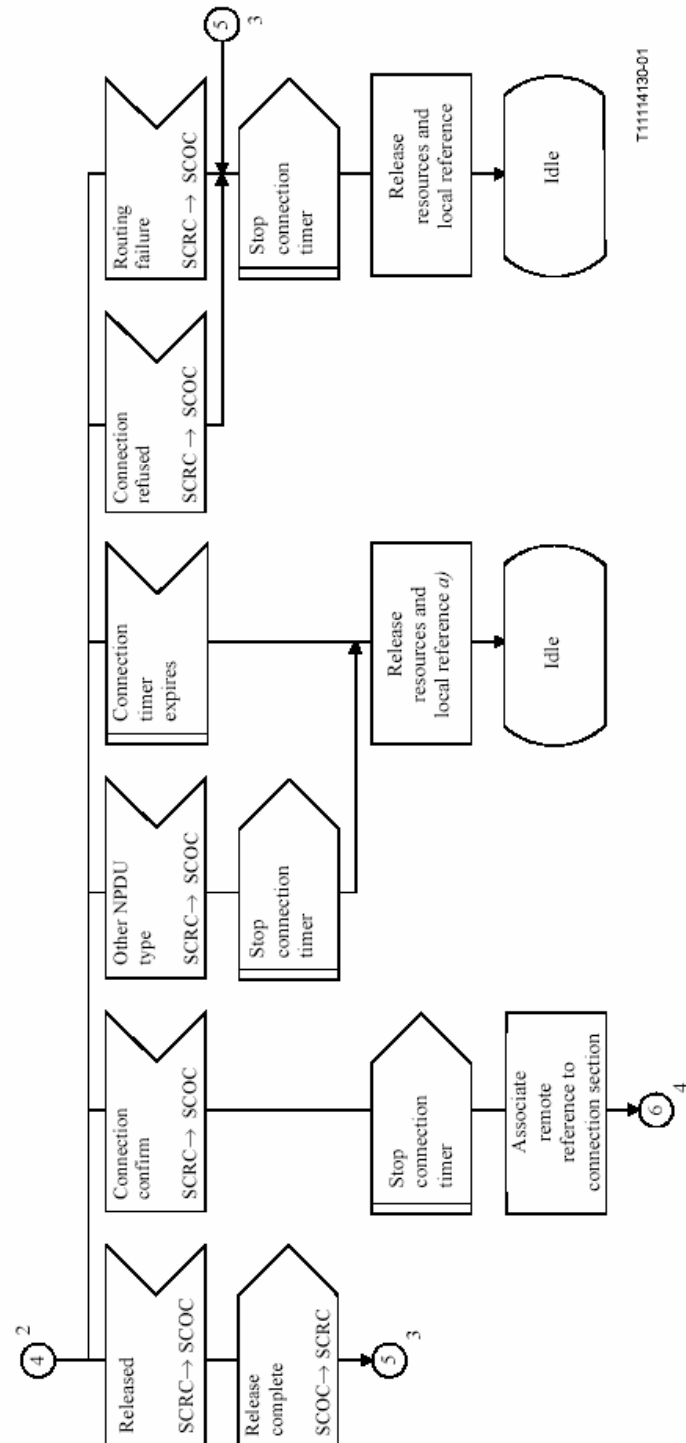 4
2
Released
SCRC → SCOC
Connection
confirm
SCRC → SCOC
Other NPDU
type
SCRC → SCOC
Connection
timer
expires
Connection
refused
SCRC → SCOC
Routing
failure
SCRC → SCOC
5
3
Release
complete
SCOC → SCRC
Stop
connection
timer
Stop
connection
timer
5
3
Stop
connection
timer
Release
resources and
local reference a)
Release
resources and
local reference
Associate
remote
reference to
connection section
Idle
Idle
6
4
T11114130-01